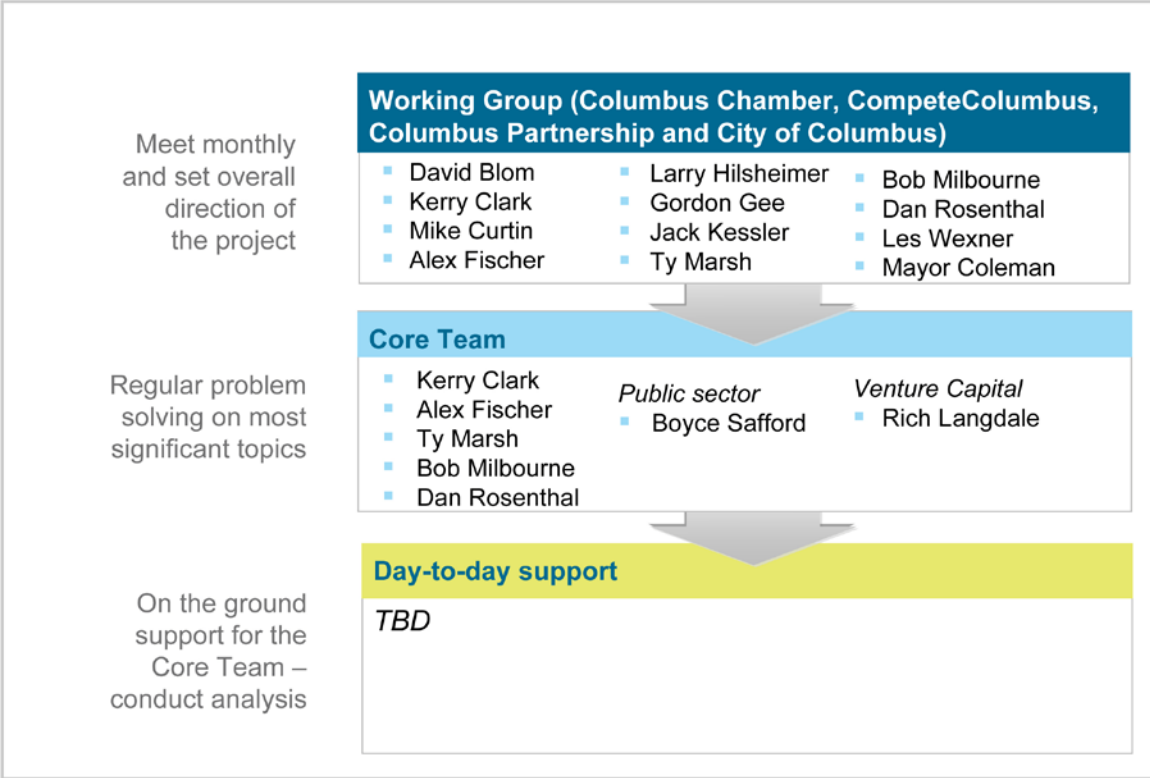 Meet monthly
and set overall
direction of
the project
Working Group (Columbus Chamber, CompeteColumbus,
Columbus Partnership and City of Columbus)
David Blom
Kerry Clark
Mike Curtin
Alex Fischer
Larry Hilsheimer
Gordon Gee
Jack Kessler
Ty Marsh
Bob Milbourne
Dan Rosenthal
Les Wexner
Mayor Coleman
Regular problem
solving on most
significant topics
Core Team
Kerry Clark
Alex Fischer
Ty Marsh
Bob Milbourne
Dan Rosenthal
Public sector
Boyce Safford
Venture Capital
Rich Langdale
On the ground
support for the
Core Team –
conduct analysis
Day-to-day support
TBD